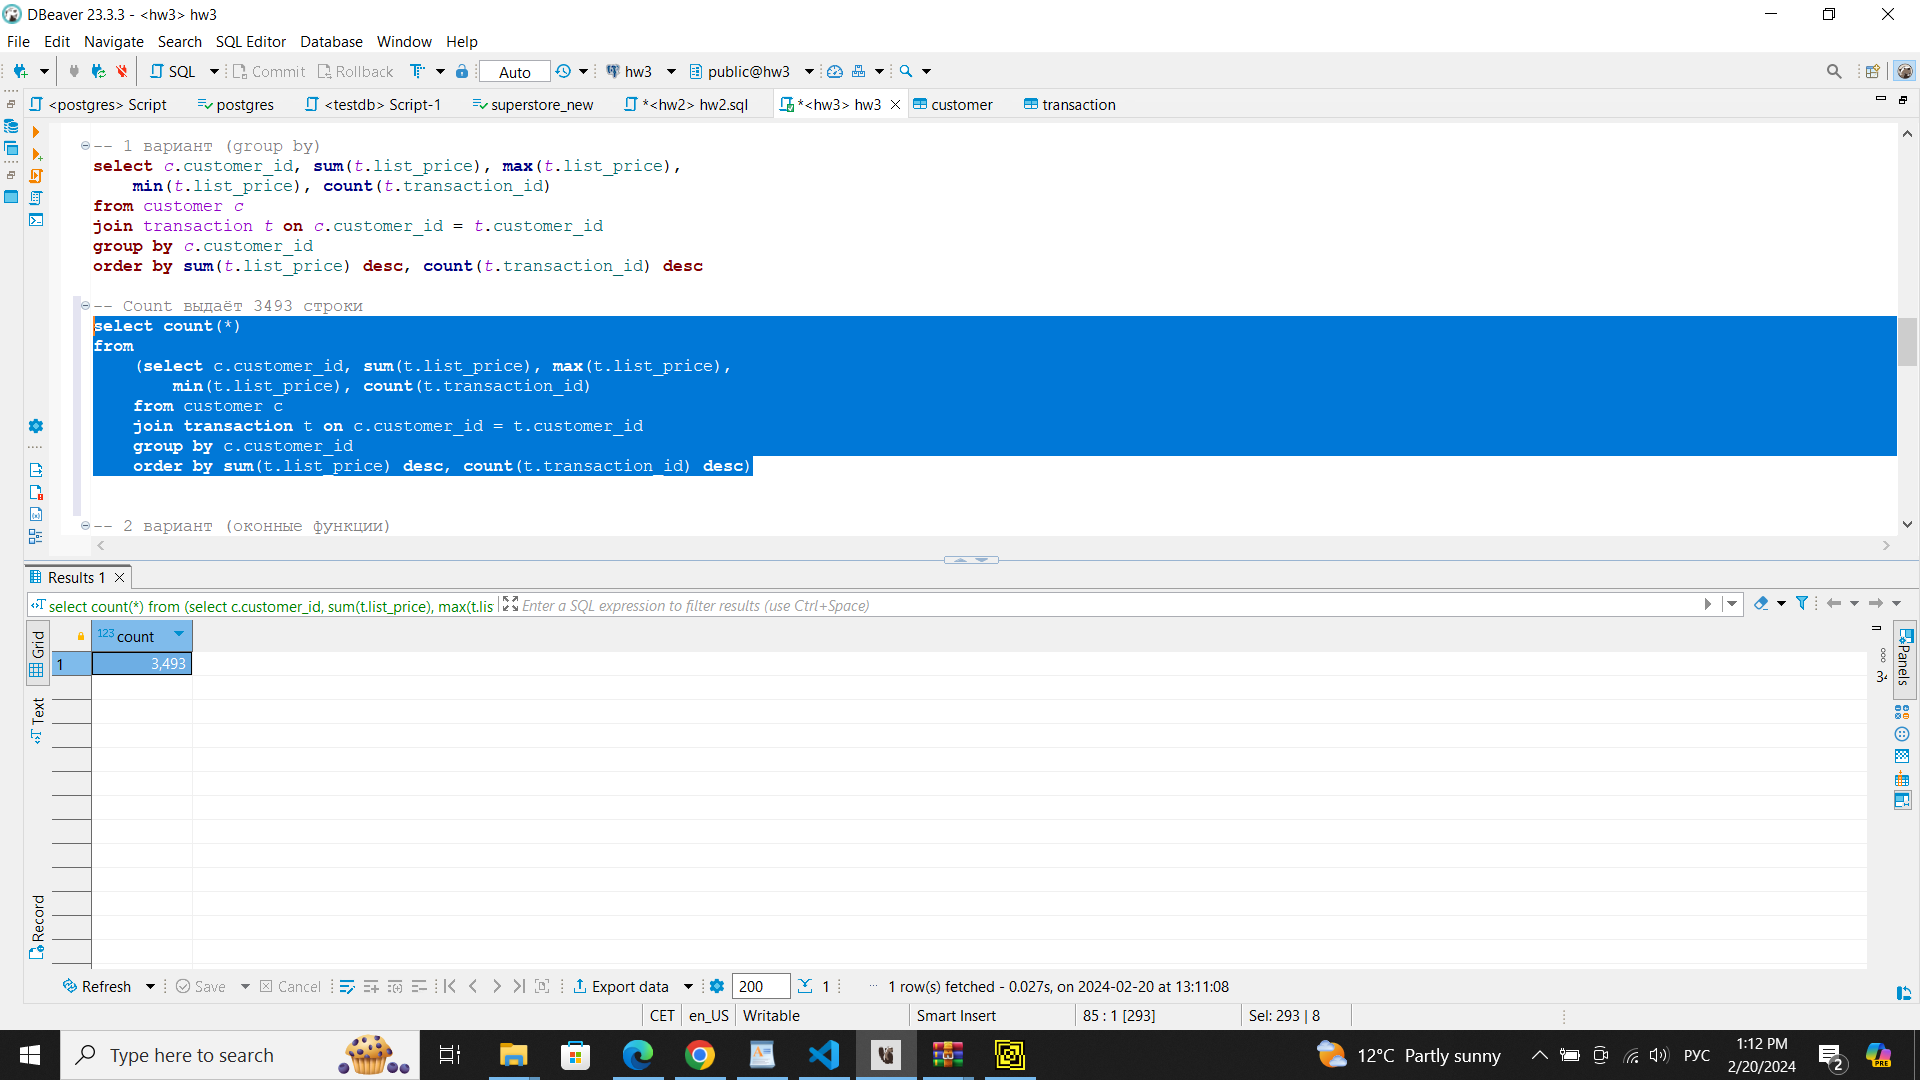 DBeaver 23.3.3 - <hw3> hw3
File Edit Navigate Search SQL Editor Database Window Help
SQL Commit Rollback Auto hw3 public@hw3
<postgres> Script postgres <testdb> Script-1 superstore_new *<hw2> hw2.sql *<hw3> hw3 customer transaction
-- 1 вариант (group by)
select c.customer_id, sum(t.list_price), max(t.list_price),
min(t.list_price), count(t.transaction_id)
from customer c
join transaction t on c.customer_id = t.customer_id
group by c.customer_id
order by sum(t.list_price) desc, count(t.transaction_id) desc
-- Count выдаёт 3493 строки
select count(*)
from
(select c.customer_id, sum(t.list_price), max(t.list_price),
min(t.list_price), count(t.transaction_id)
from customer c
join transaction t on c.customer_id = t.customer_id
group by c.customer_id
order by sum(t.list_price) desc, count(t.transaction_id) desc)
-- 2 вариант (оконные функции)
Results 1
select count(*) from (select c.customer_id, sum(t.list_price), max(t.lis Enter a SQL expression to filter results (use Ctrl+Space)
Grid
Text
Record
123 count
1 3,493
Panels
Refresh Save Cancel Export data 200 1 1 row(s) fetched - 0.027s, on 2024-02-20 at 13:11:08
CET en_US Writable Smart Insert 85 : 1 [293] Sel: 293 | 8
Type here to search 12°C Partly sunny РУС 1:12 PM
2/20/2024
2
PRE